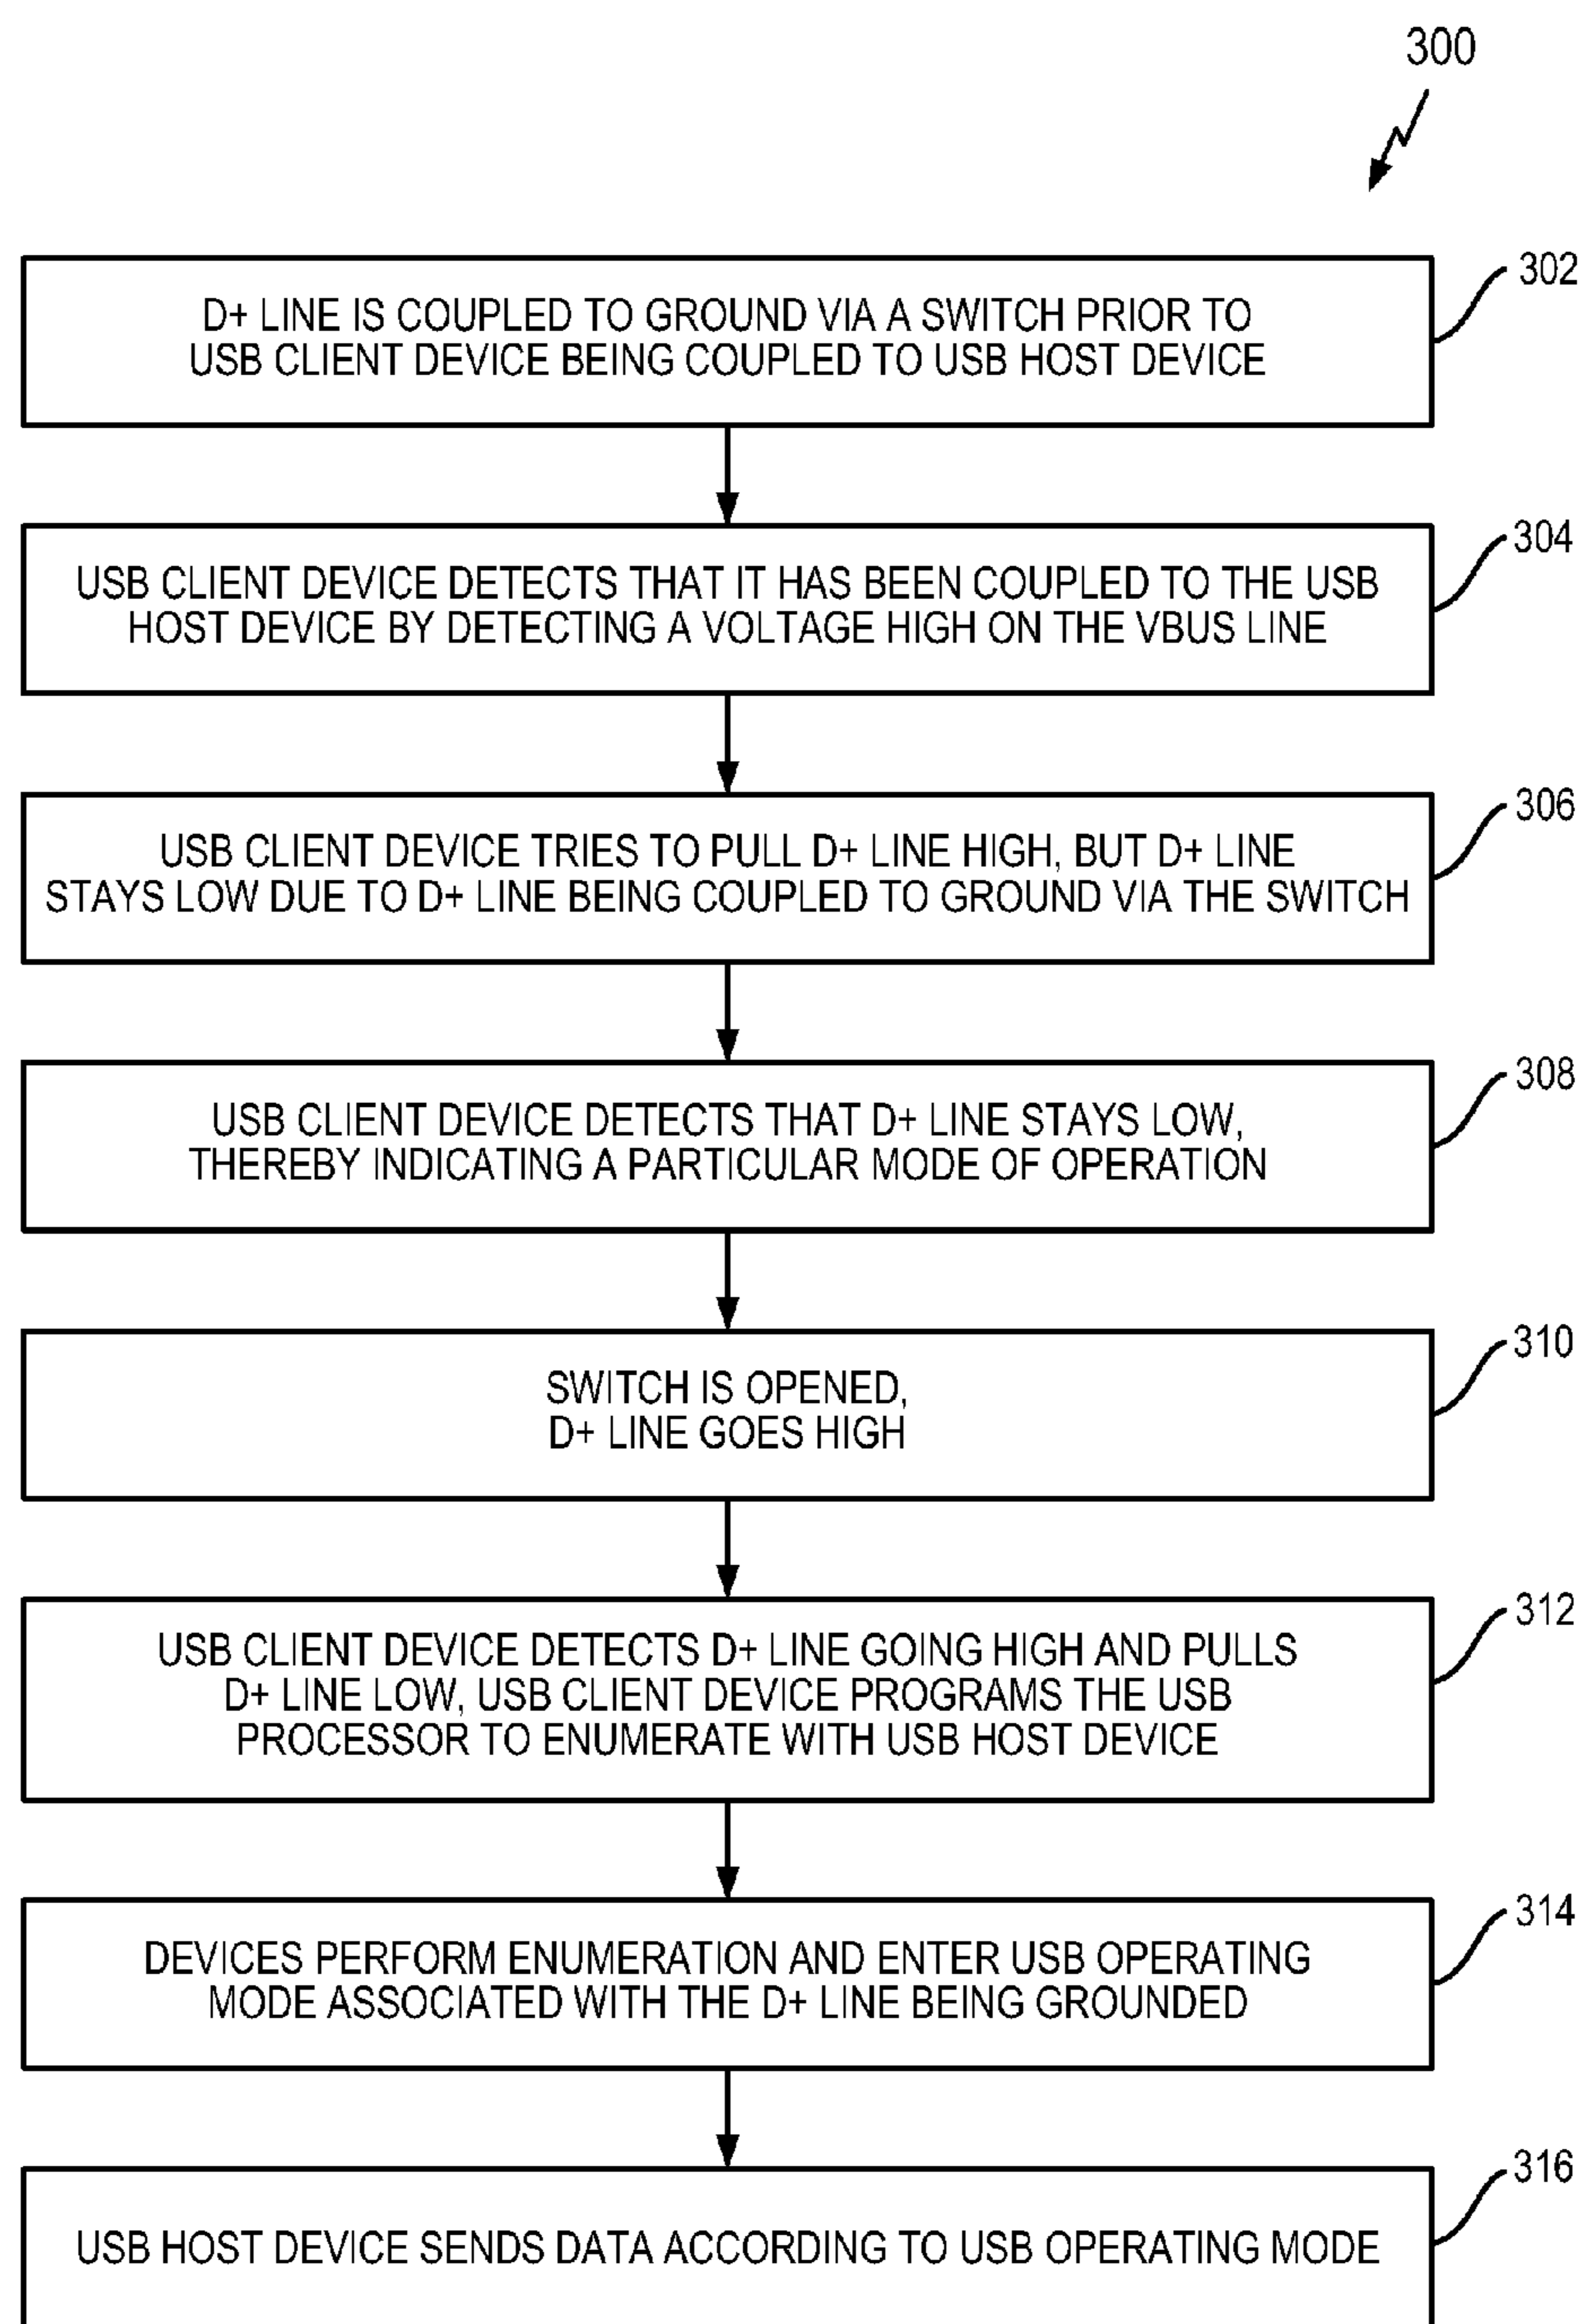 300
302
D+ LINE IS COUPLED TO GROUND VIA A SWITCH PRIOR TO
USB CLIENT DEVICE BEING COUPLED TO USB HOST DEVICE
304
USB CLIENT DEVICE DETECTS THAT IT HAS BEEN COUPLED TO THE USB
HOST DEVICE BY DETECTING A VOLTAGE HIGH ON THE VBUS LINE
306
USB CLIENT DEVICE TRIES TO PULL D+ LINE HIGH, BUT D+ LINE
STAYS LOW DUE TO D+ LINE BEING COUPLED TO GROUND VIA THE SWITCH
308
USB CLIENT DEVICE DETECTS THAT D+ LINE STAYS LOW,
THEREBY INDICATING A PARTICULAR MODE OF OPERATION
310
SWITCH IS OPENED,
D+ LINE GOES HIGH
312
USB CLIENT DEVICE DETECTS D+ LINE GOING HIGH AND PULLS
D+ LINE LOW, USB CLIENT DEVICE PROGRAMS THE USB
PROCESSOR TO ENUMERATE WITH USB HOST DEVICE
314
DEVICES PERFORM ENUMERATION AND ENTER USB OPERATING
MODE ASSOCIATED WITH THE D+ LINE BEING GROUNDED
316
USB HOST DEVICE SENDS DATA ACCORDING TO USB OPERATING MODE